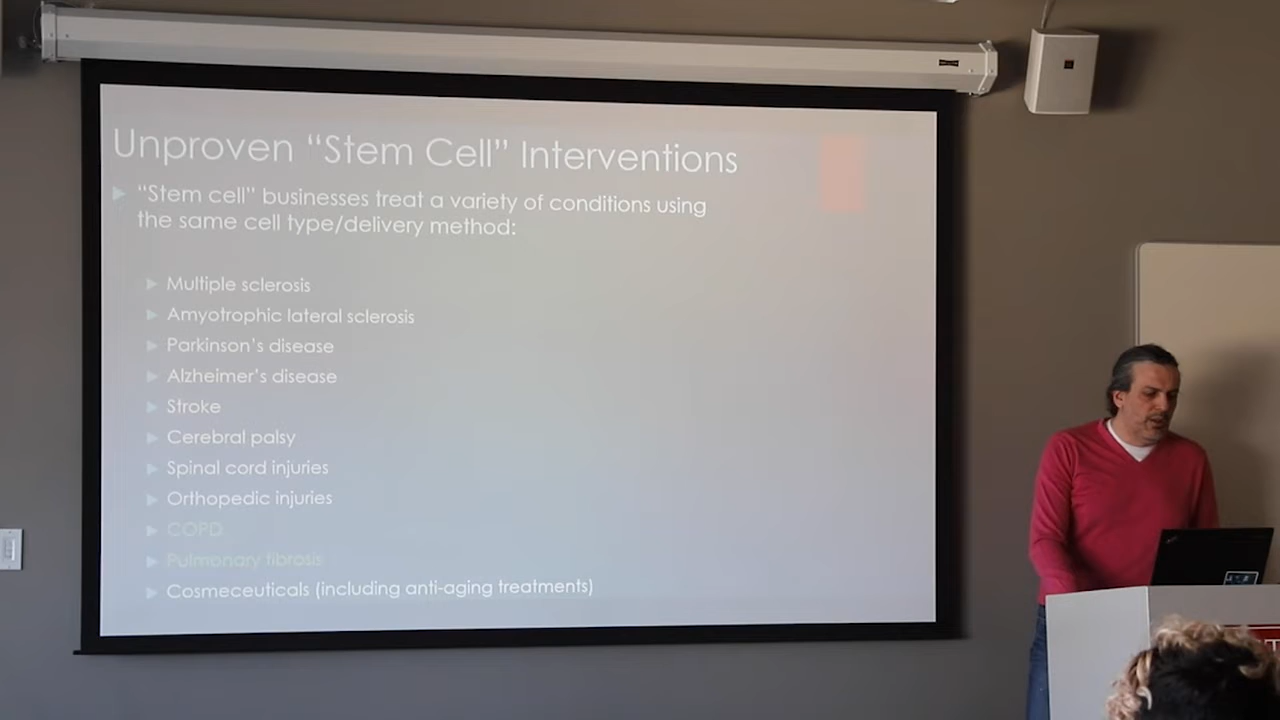 Unproven “Stem Cell” Interventions
“Stem cell” businesses treat a variety of conditions using
the same cell type/delivery method:
Multiple sclerosis
Amyotrophic lateral sclerosis
Parkinson’s disease
Alzheimer’s disease
Stroke
Cerebral palsy
Spinal cord injuries
Orthopedic injuries
COPD
Pulmonary fibrosis
Cosmeceuticals (including anti-aging treatments)